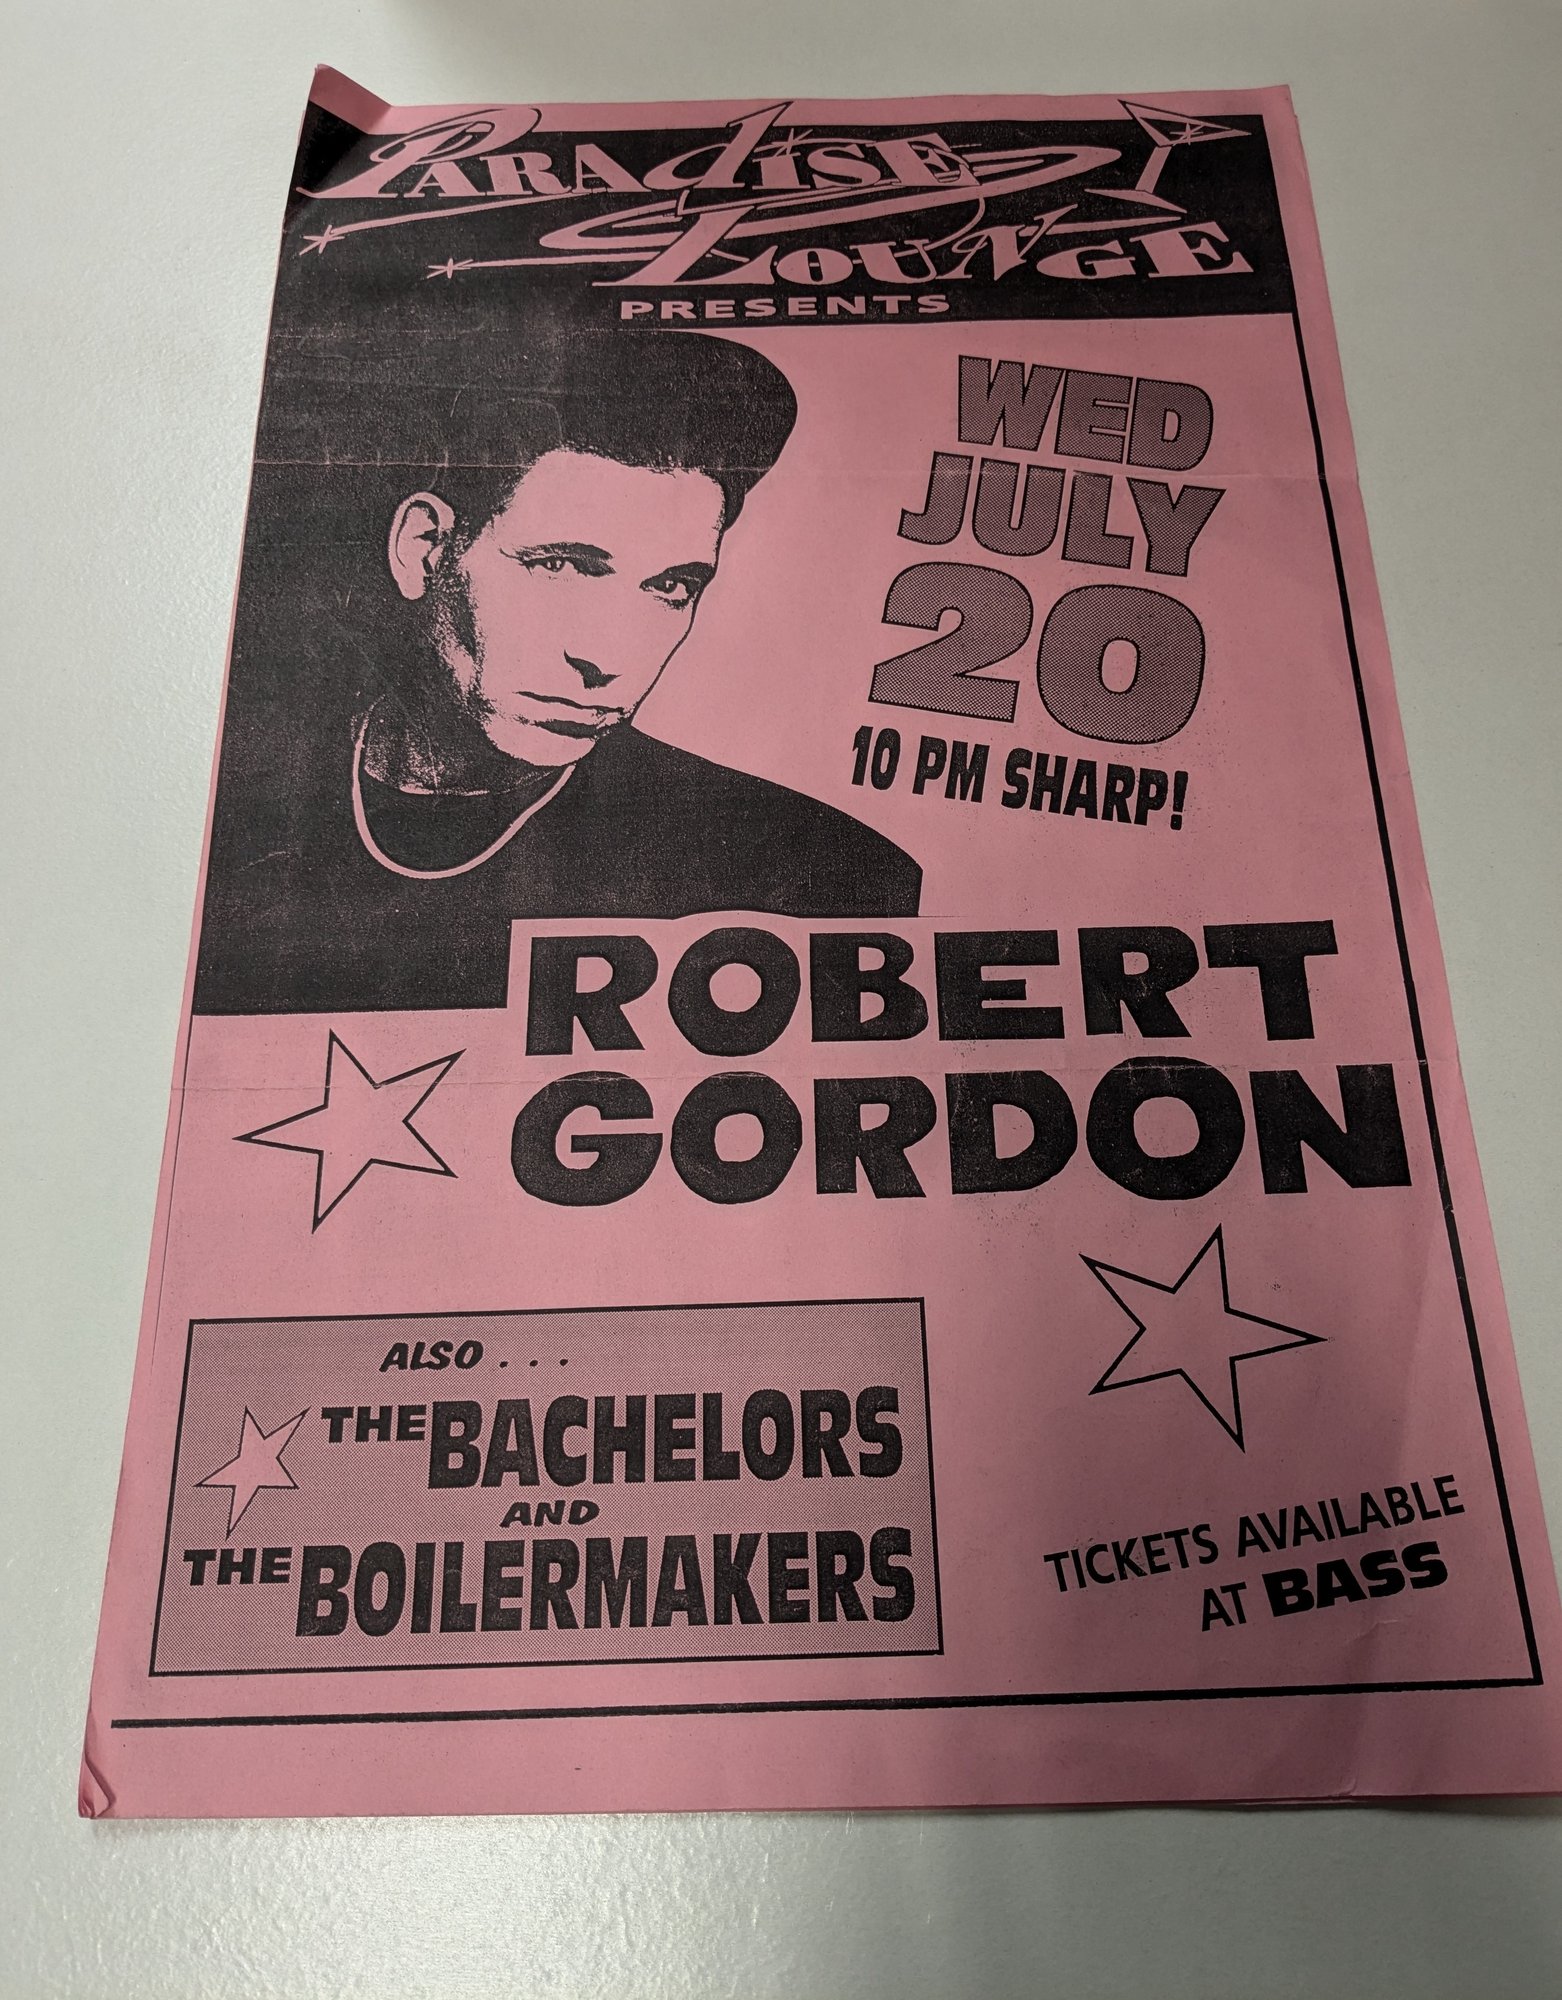 PARADISE
LOUNGE
PRESENTS
WED
JULY
20
10 PM SHARP!
ROBERT
GORDON
ALSO . . .
THE BACHELORS
AND
THE BOILERMAKERS
TICKETS AVAILABLE
AT BASS